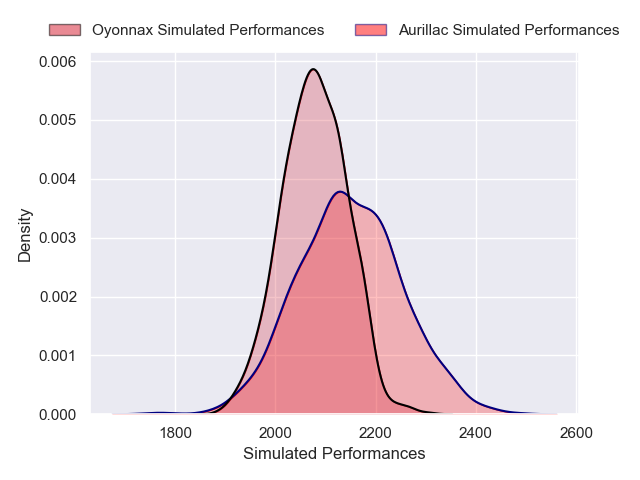 Oyonnax Simulated Performances Aurillac Simulated Performances
0.006
0.005
0.004
0.003
0.002
0.001
0.000
Density
1800 2000 2200 2400 2600
Simulated Performances